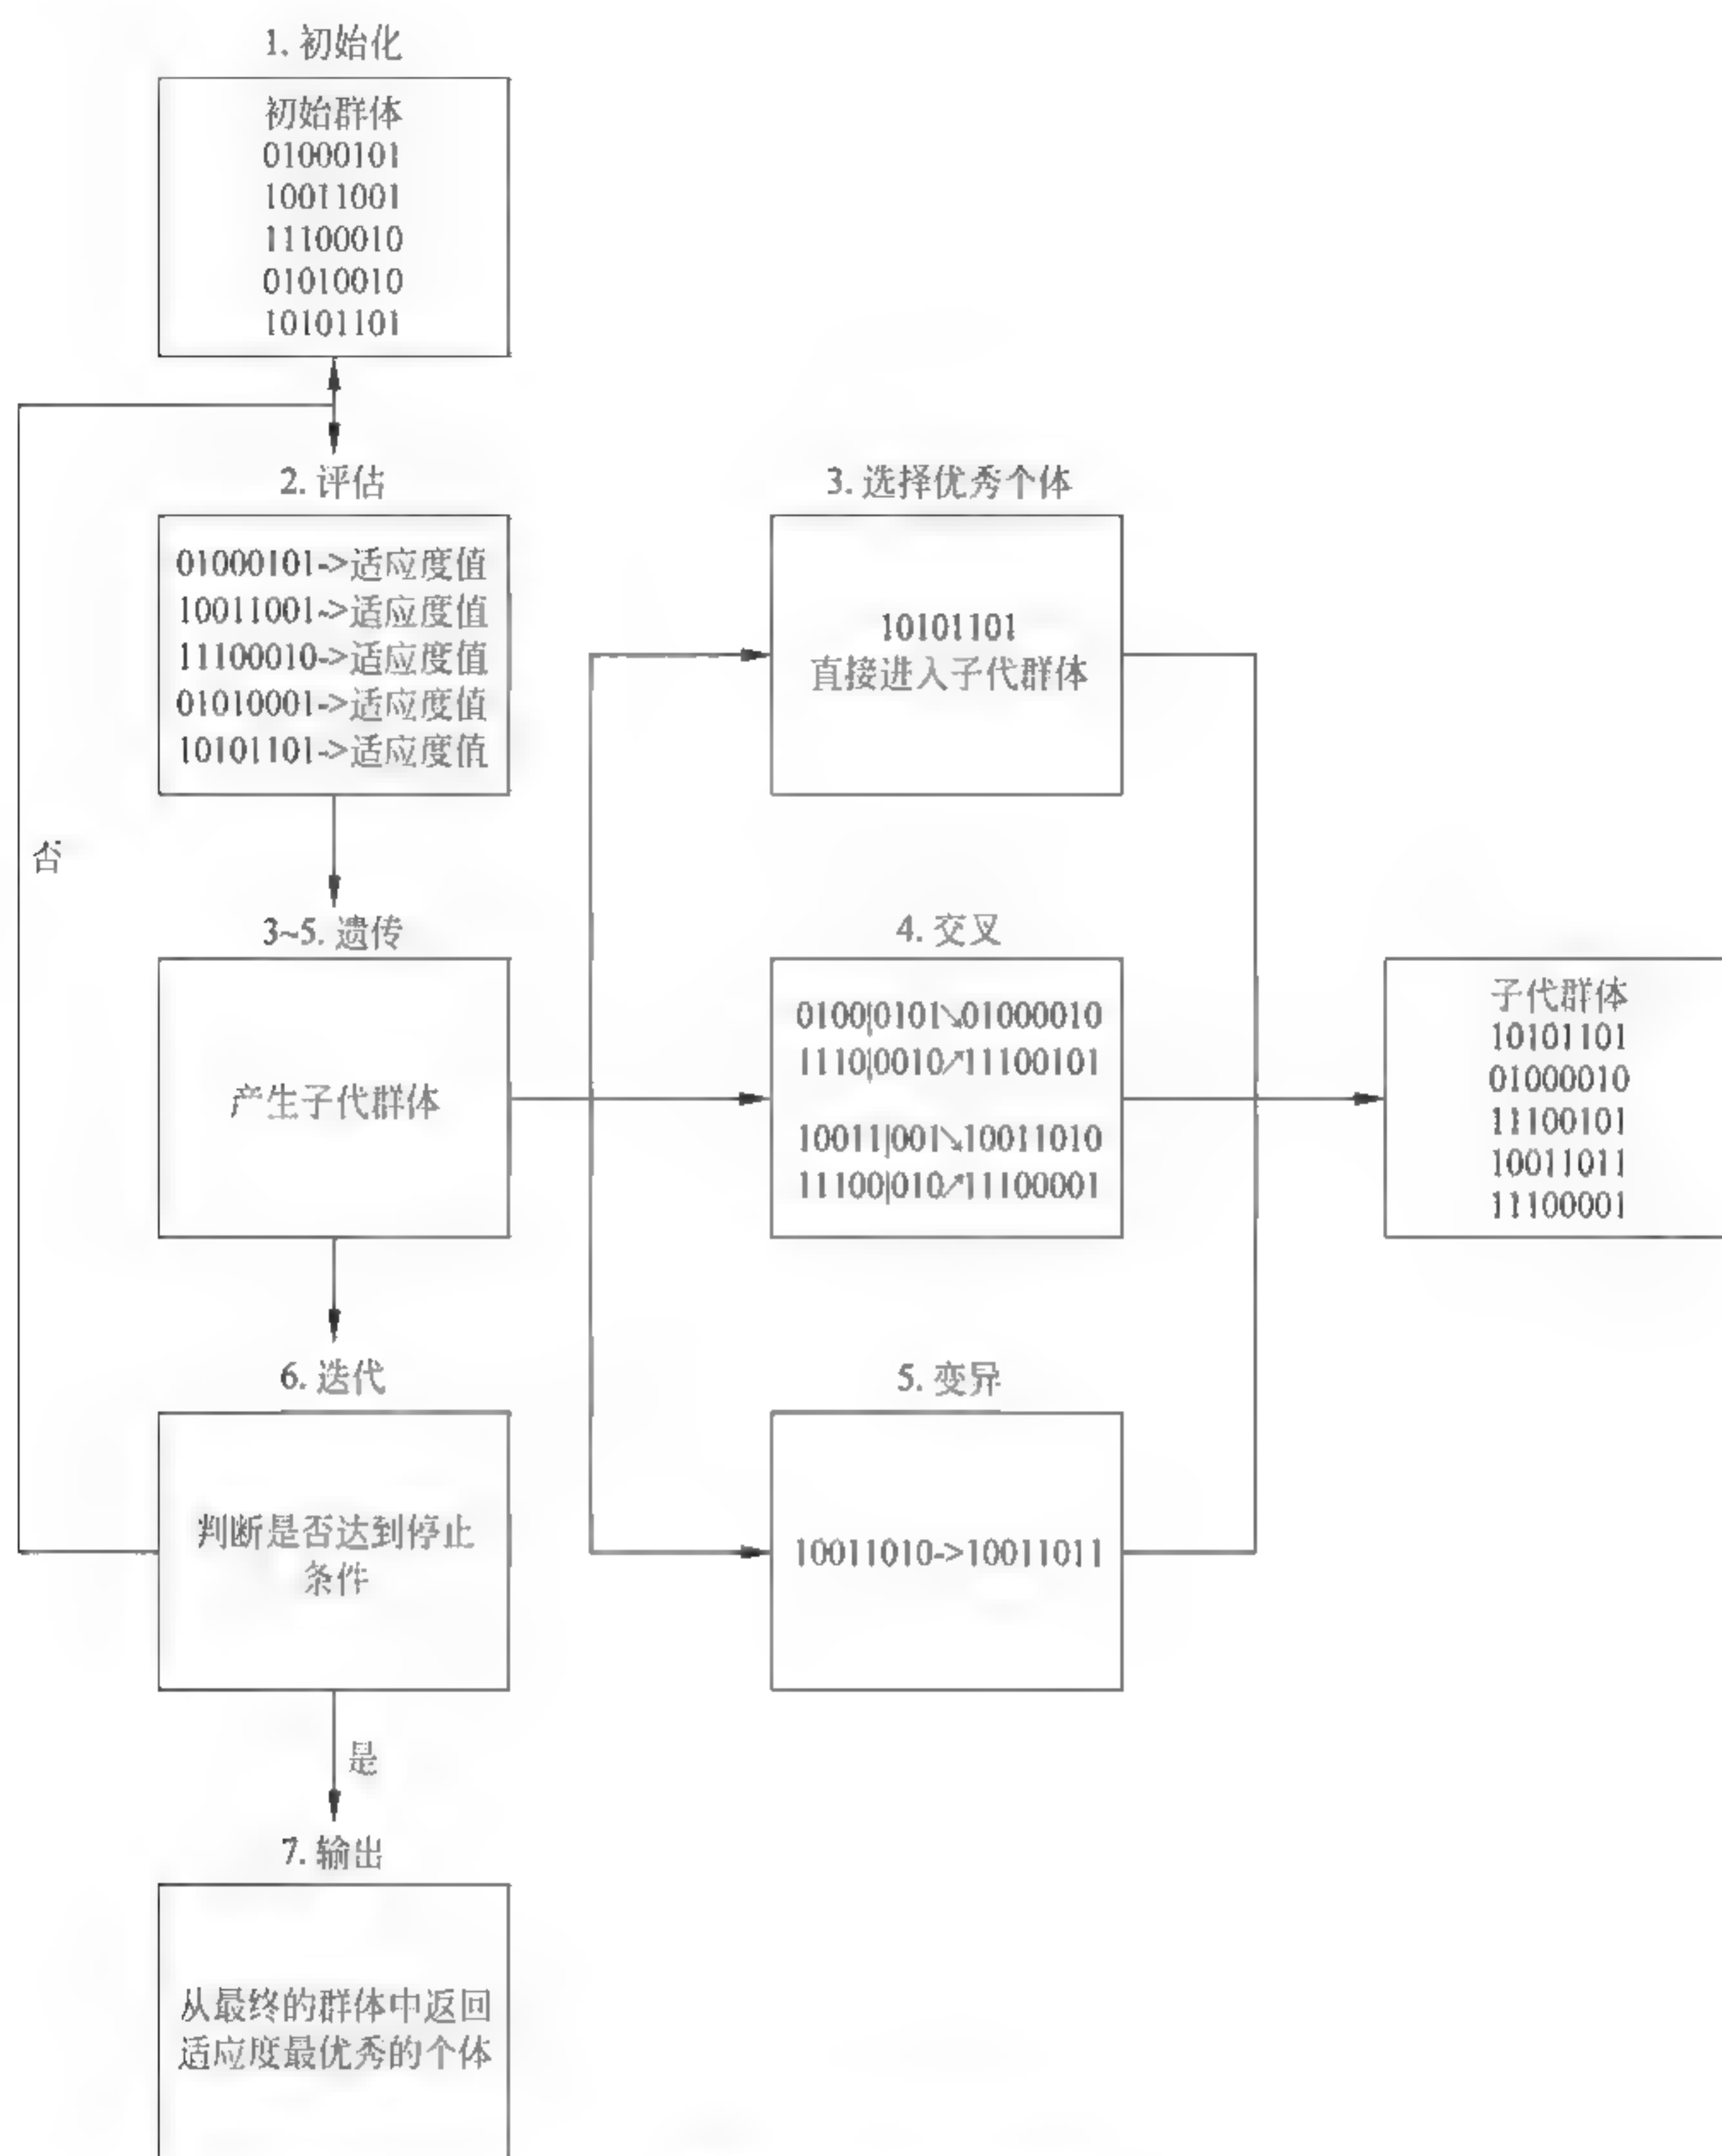 1. 初始化
初始群体
01000101
10011001
11100010
01010010
10101101
2. 评估
01000101->适应度值
10011001->适应度值
11100010->适应度值
01010001->适应度值
10101101->适应度值
否
3~5. 遗传
产生子代群体
6. 迭代
判断是否达到停止
条件
是
7. 输出
从最终的群体中返回
适应度最优秀的个体
3. 选择优秀个体
10101101
直接进入子代群体
4. 交叉
0100|0101↘01000010
1110|0010↗11100101
10011|001↘10011010
11100|010↗11100001
5. 变异
10011010->10011011
子代群体
10101101
01000010
11100101
10011011
11100001